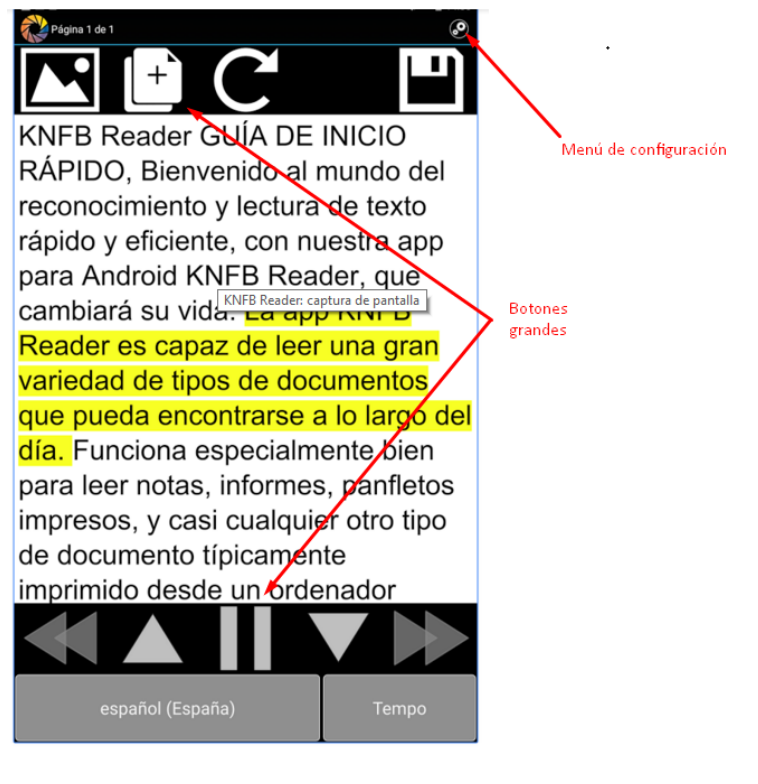 Página 1 de 1
Menú de configuración
KNFB Reader GUÍA DE INICIO
RÁPIDO, Bienvenido al mundo del
reconocimiento y lectura de texto
rápido y eficiente, con nuestra app
para Android KNFB Reader, que
KNFB Reader: captura de pantalla
cambiará su vida. La app KNFB
Reader es capaz de leer una gran
variedad de tipos de documentos
que pueda encontrarse a lo largo del
día. Funciona especialmente bien
para leer notas, informes, panfletos
impresos, y casi cualquier otro tipo
de documento típicamente
imprimido desde un ordenador
Botones
grandes
español (España)
Tempo